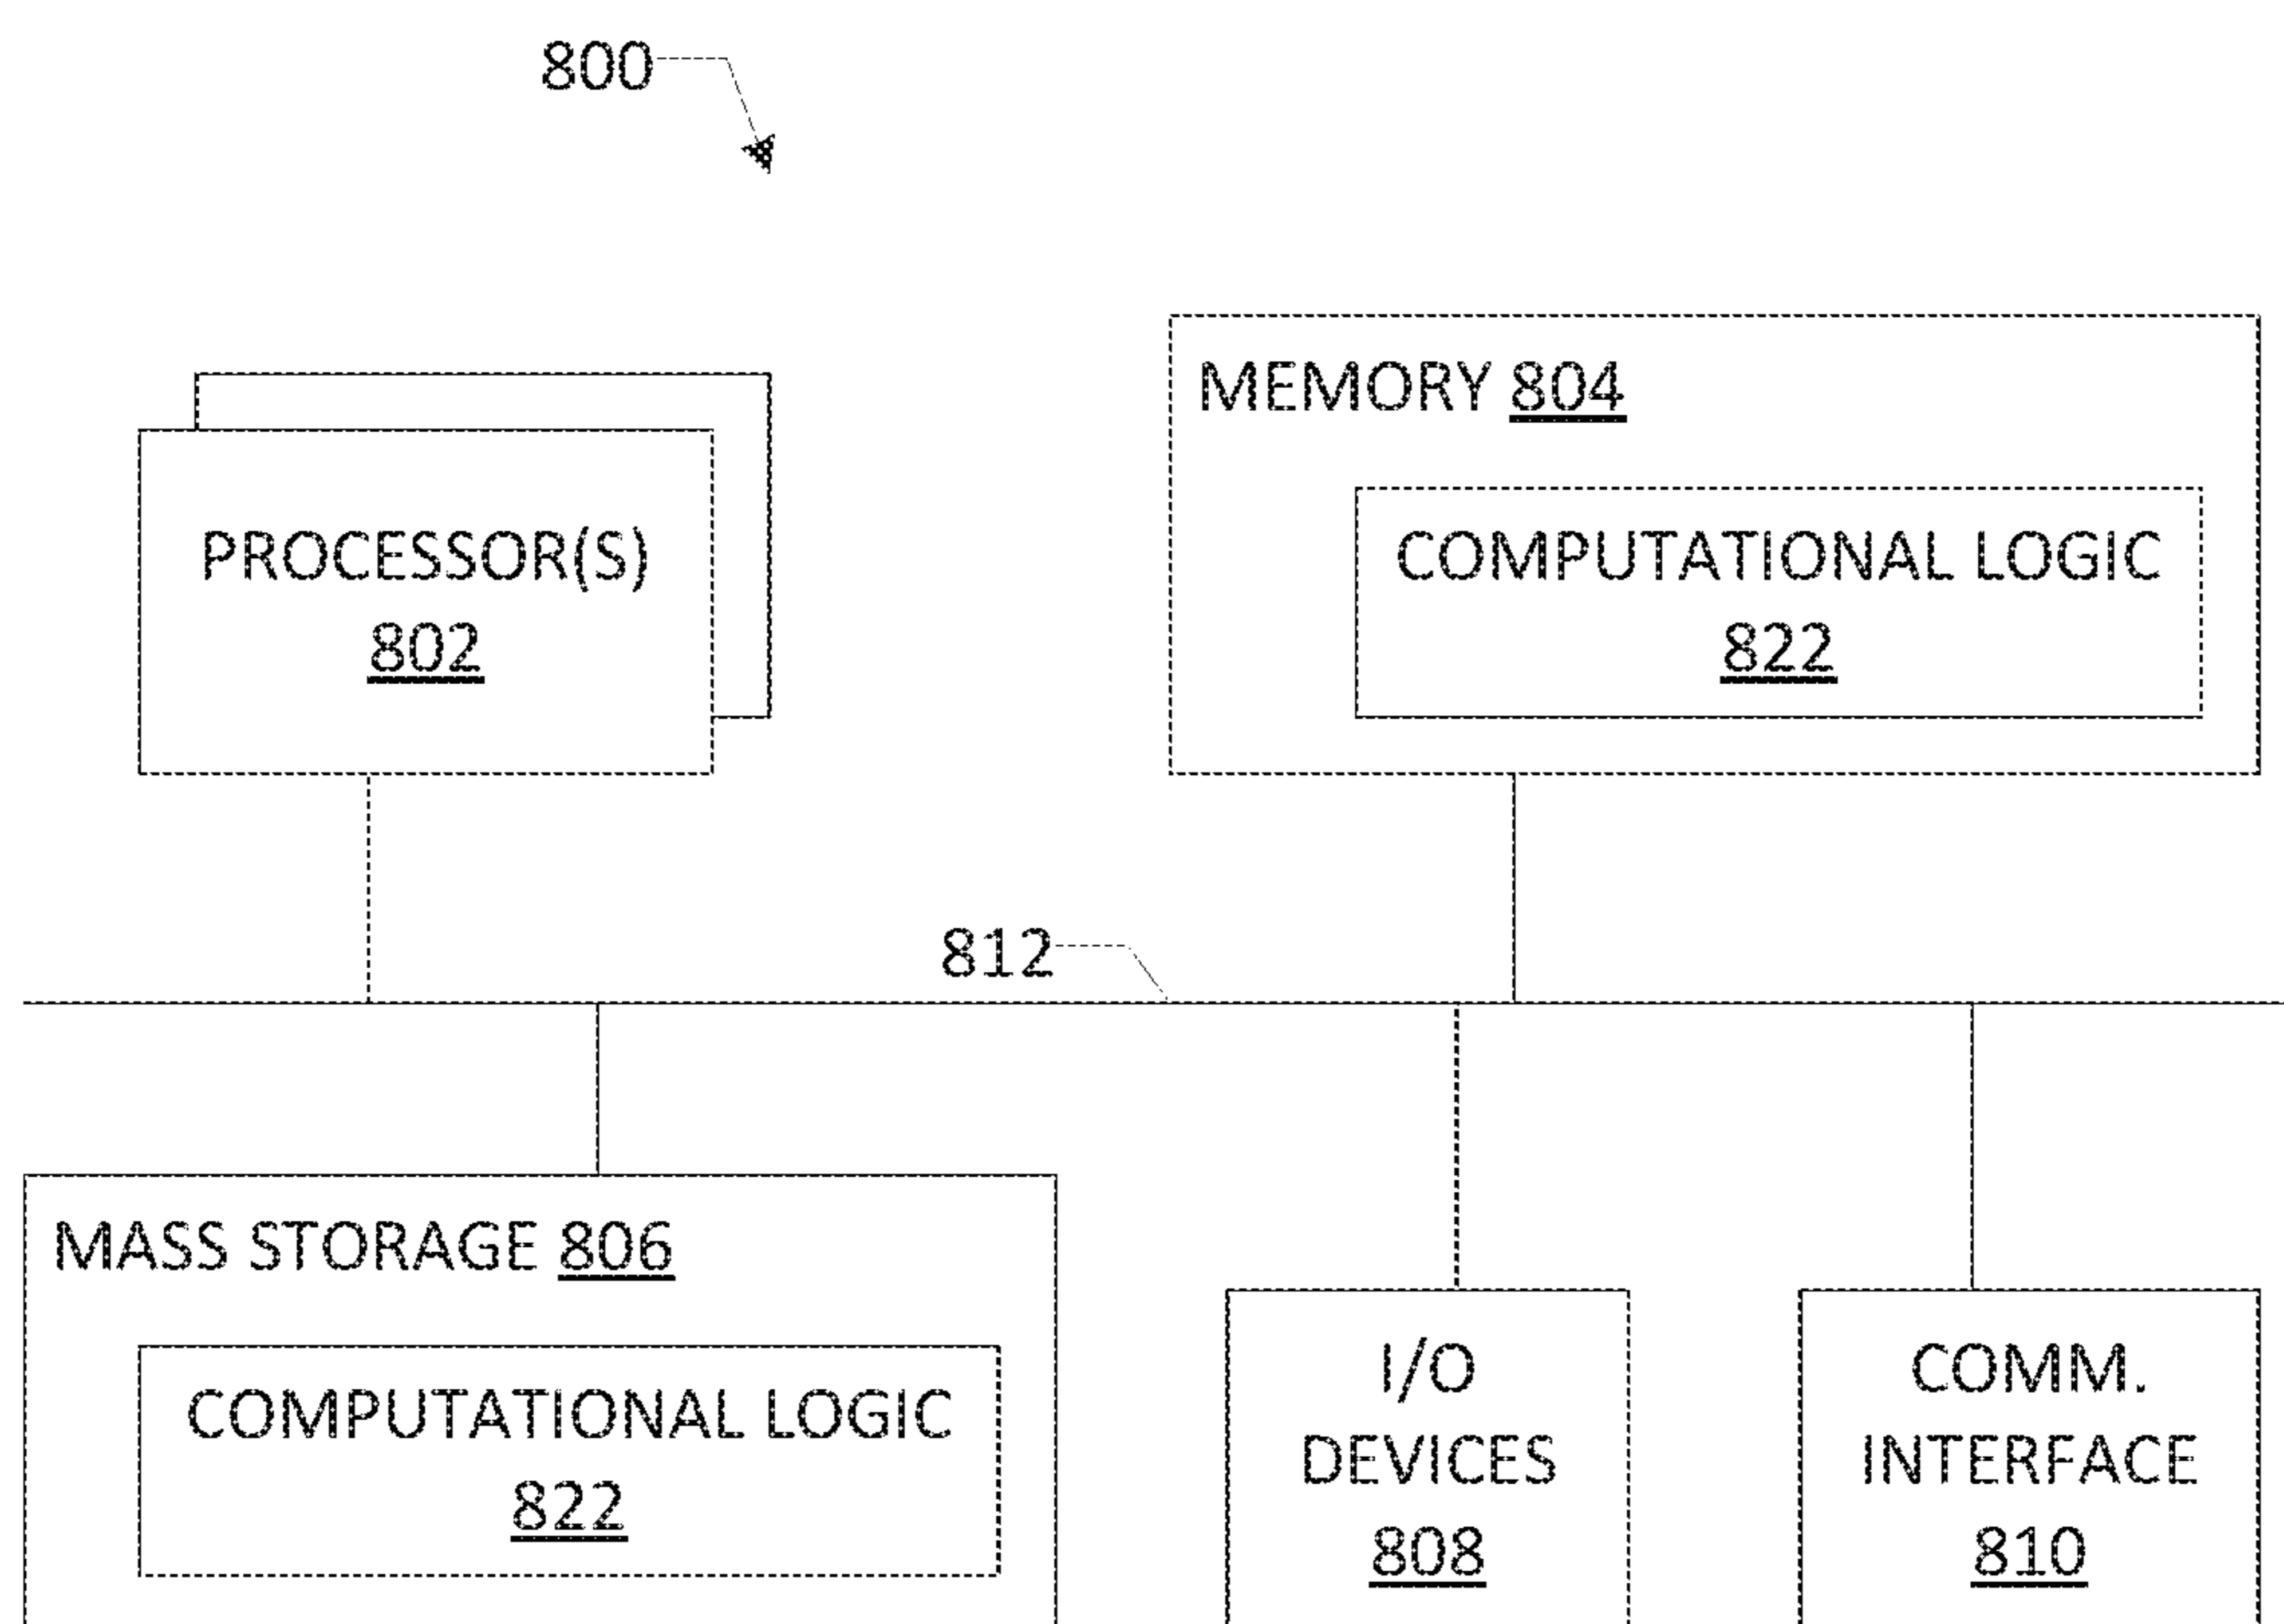 800
MEMORY 804
PROCESSOR(S)
802
COMPUTATIONAL LOGIC
822
812
MASS STORAGE 806
COMPUTATIONAL LOGIC
822
I/O
DEVICES
808
COMM.
INTERFACE
810